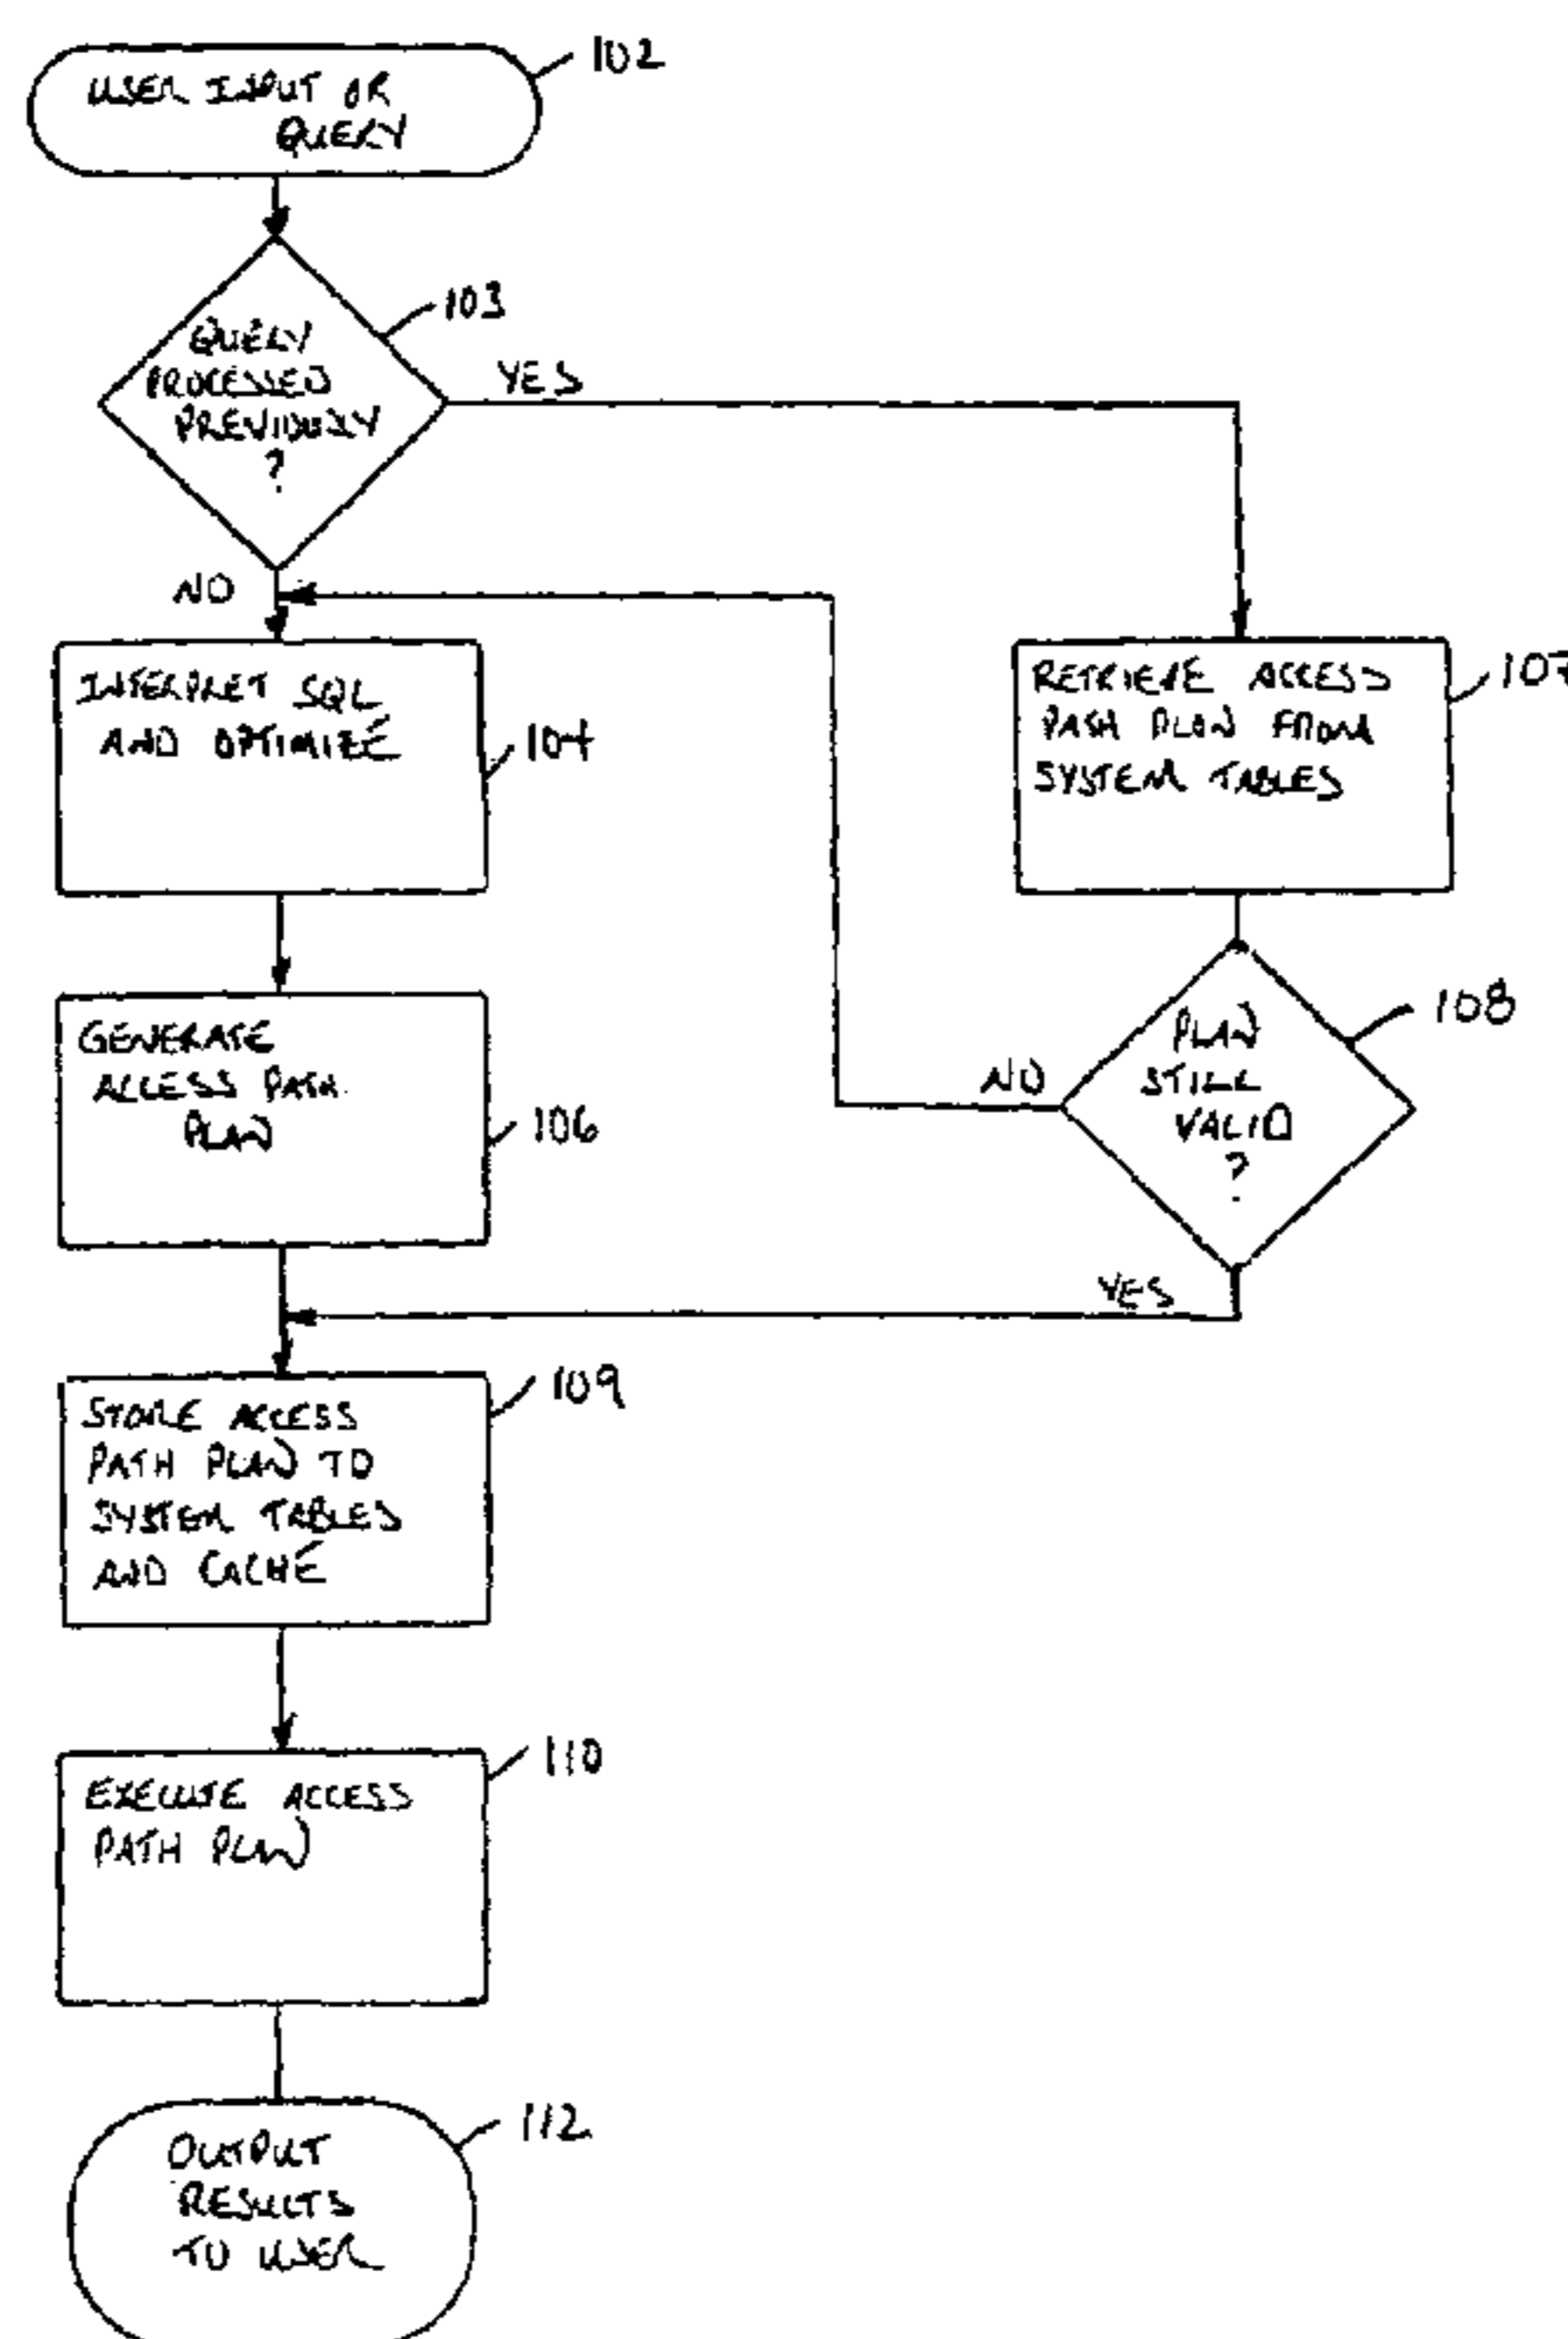 USER INPUT OR
QUERY
102
QUERY
PROCESSED
PREVIOUSLY
?
103
YES
NO
INTERPRET SQL
AND OPTIMIZE
104
RETRIEVE ACCESS
PATH PLAN FROM
SYSTEM TABLES
107
GENERATE
ACCESS PATH
PLAN
106
PLAN
STILL
VALID
?
108
NO
YES
STORE ACCESS
PATH PLAN TO
SYSTEM TABLES
AND CACHE
109
EXECUTE ACCESS
PATH PLAN
110
OUTPUT
RESULTS
TO USER
112